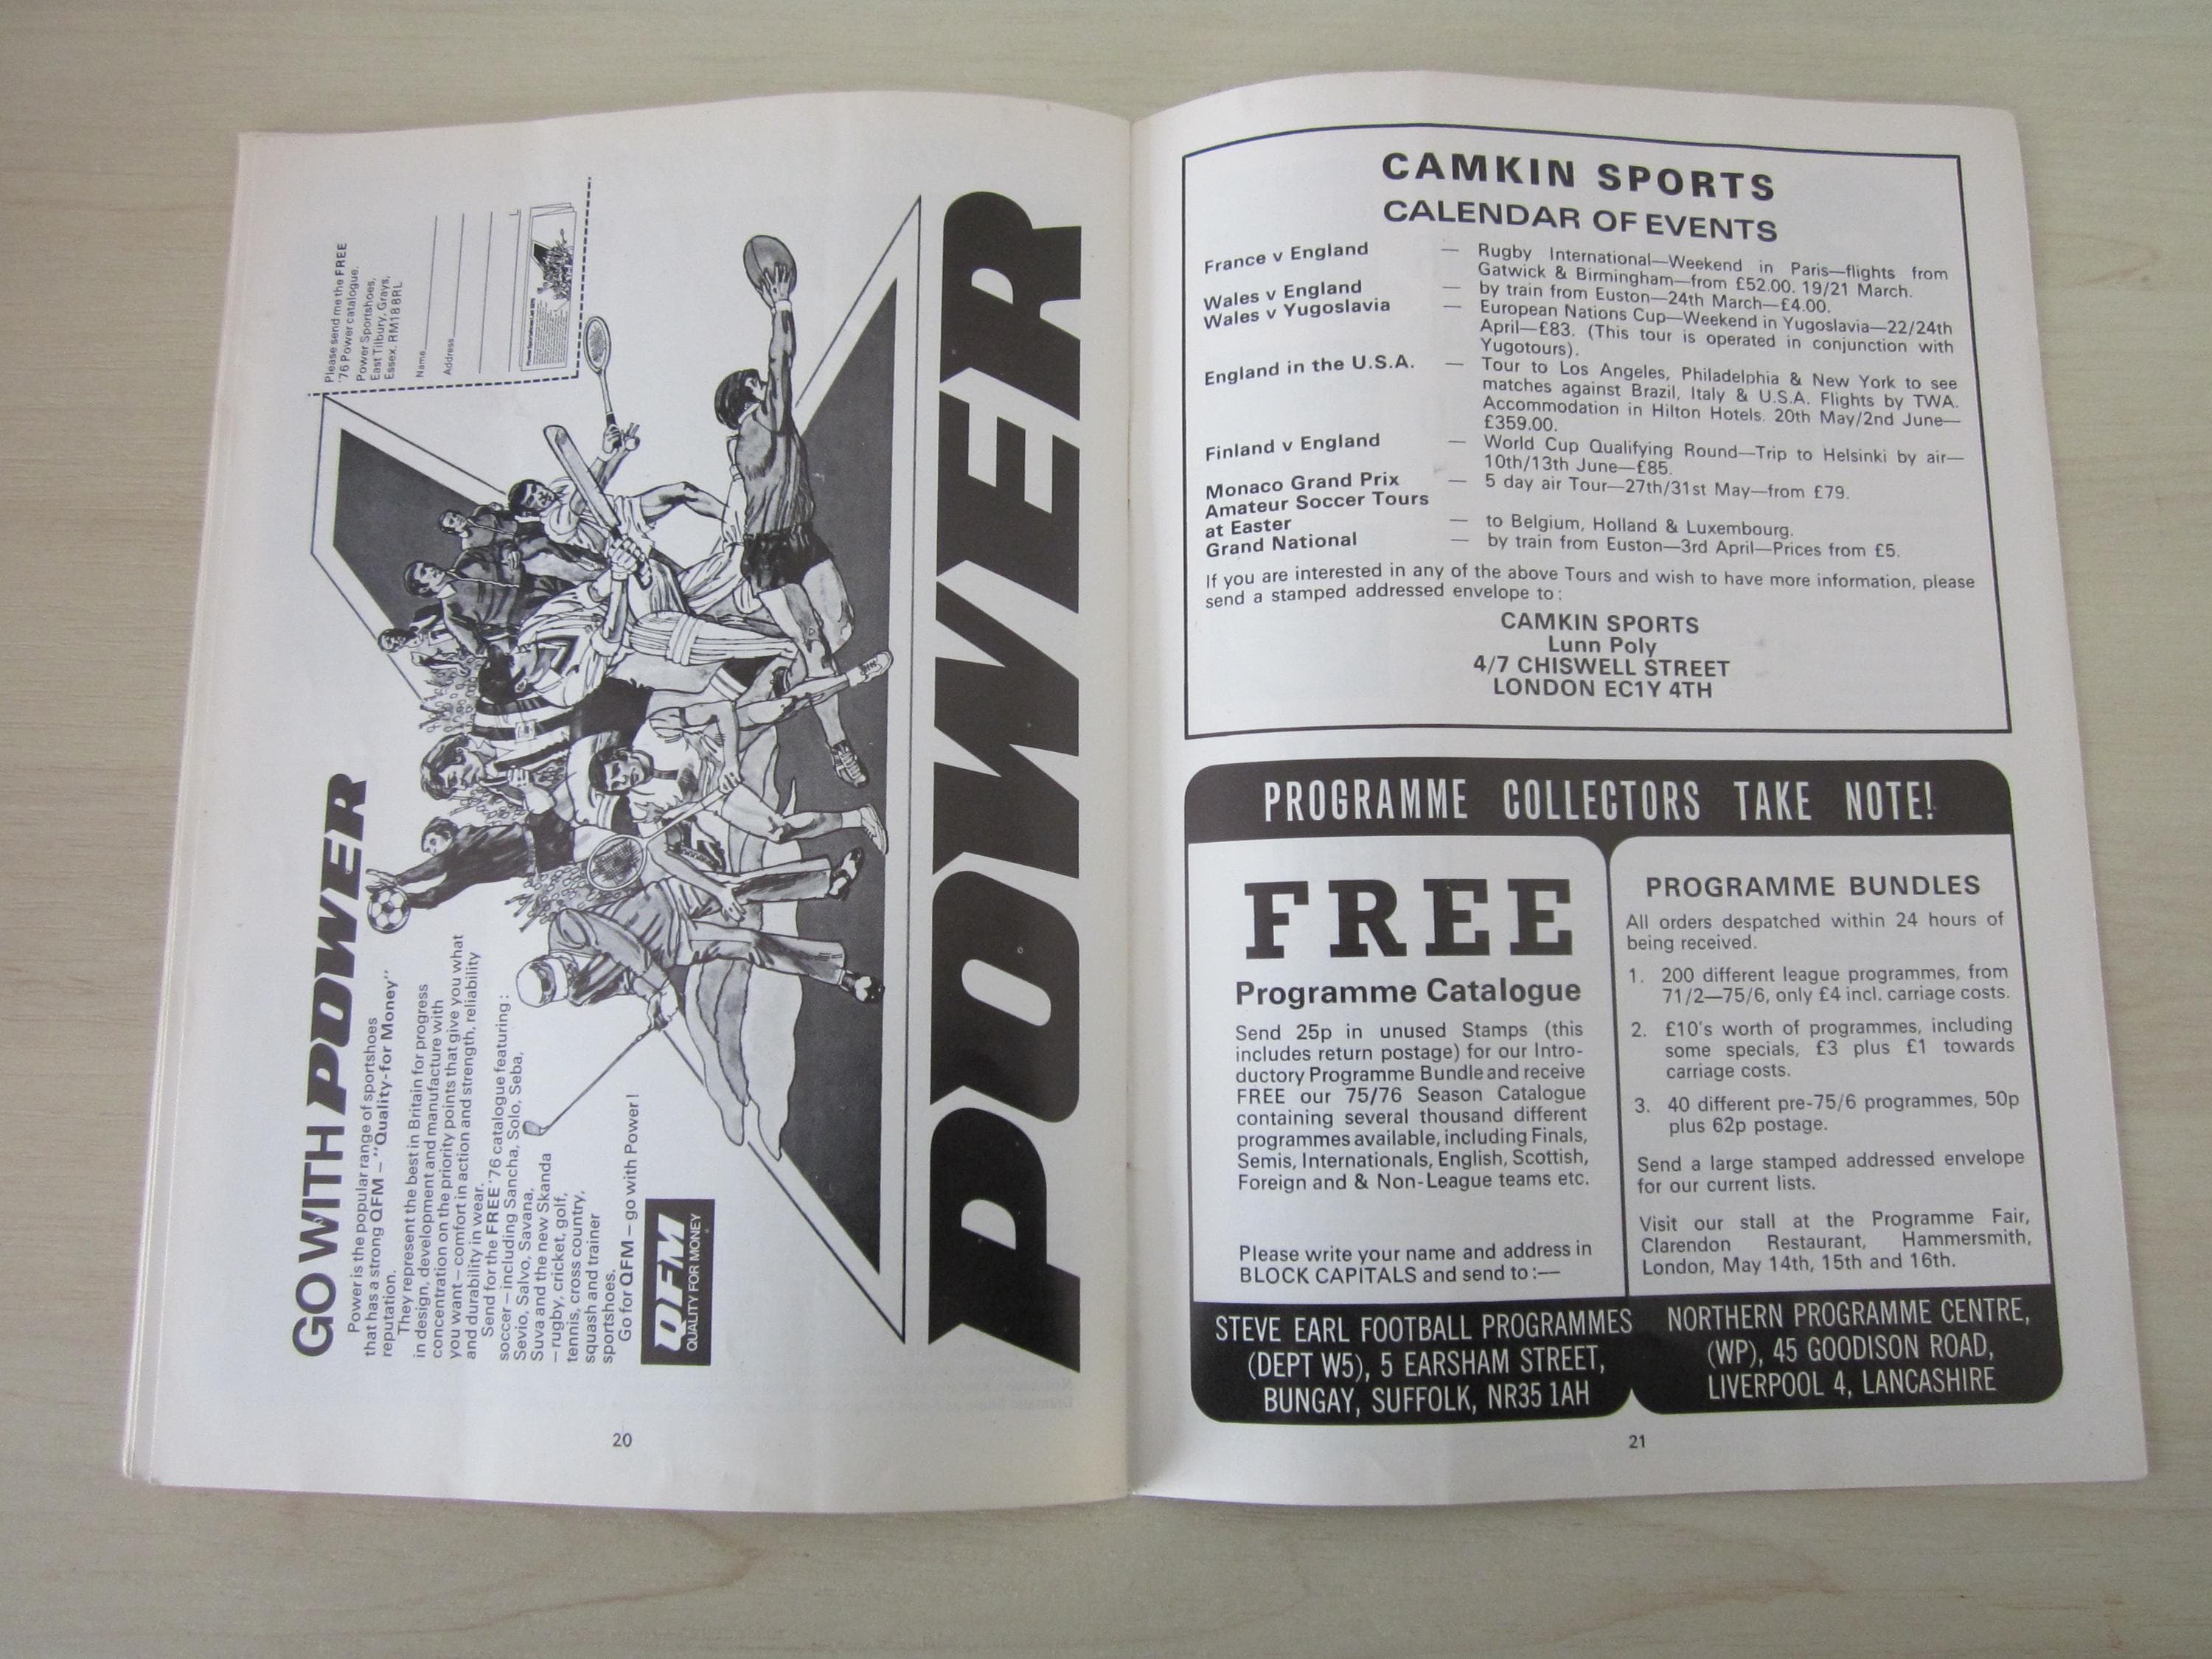 GO WITH POWER
Power is the popular range of sportshoes
that has a strong QFM – "Quality-for Money"
reputation.
They represent the best in Britain for progress
in design, development and manufacture with
concentration on the priority points that give you what
you want – comfort in action and strength, reliability
and durability in wear.
Send for the FREE '76 catalogue featuring:
soccer – including Sancha, Solo, Seba,
Sevio, Salvo, Savana,
Suva and the new Skanda
– rugby, cricket, golf,
tennis, cross country,
squash and trainer
sportshoes.
Go for QFM – go with Power!
QFM
QUALITY FOR MONEY
Please send me the FREE
'76 Power catalogue.
Power Sportshoes,
East Tilbury, Grays,
Essex. RM18 8RL
Name
Address
POWER
20
CAMKIN SPORTS
CALENDAR OF EVENTS
France v England — Rugby International—Weekend in Paris—flights from
Gatwick & Birmingham—from £52.00. 19/21 March.
Wales v England — by train from Euston—24th March—£4.00.
Wales v Yugoslavia — European Nations Cup—Weekend in Yugoslavia—22/24th
April—£83. (This tour is operated in conjunction with
Yugotours).
England in the U.S.A. — Tour to Los Angeles, Philadelphia & New York to see
matches against Brazil, Italy & U.S.A. Flights by TWA.
Accommodation in Hilton Hotels. 20th May/2nd June—
£359.00.
Finland v England — World Cup Qualifying Round—Trip to Helsinki by air—
10th/13th June—£85.
Monaco Grand Prix — 5 day air Tour—27th/31st May—from £79.
Amateur Soccer Tours
at Easter — to Belgium, Holland & Luxembourg.
Grand National — by train from Euston—3rd April—Prices from £5.
If you are interested in any of the above Tours and wish to have more information, please
send a stamped addressed envelope to:
CAMKIN SPORTS
Lunn Poly
4/7 CHISWELL STREET
LONDON EC1Y 4TH
PROGRAMME COLLECTORS TAKE NOTE!
FREE
Programme Catalogue
Send 25p in unused Stamps (this
includes return postage) for our Intro-
ductory Programme Bundle and receive
FREE our 75/76 Season Catalogue
containing several thousand different
programmes available, including Finals,
Semis, Internationals, English, Scottish,
Foreign and & Non-League teams etc.
Please write your name and address in
BLOCK CAPITALS and send to:—
STEVE EARL FOOTBALL PROGRAMMES
(DEPT W5), 5 EARSHAM STREET,
BUNGAY, SUFFOLK, NR35 1AH
PROGRAMME BUNDLES
All orders despatched within 24 hours of
being received.
1. 200 different league programmes, from
71/2—75/6, only £4 incl. carriage costs.
2. £10's worth of programmes, including
some specials, £3 plus £1 towards
carriage costs.
3. 40 different pre-75/6 programmes, 50p
plus 62p postage.
Send a large stamped addressed envelope
for our current lists.
Visit our stall at the Programme Fair,
Clarendon Restaurant, Hammersmith,
London, May 14th, 15th and 16th.
NORTHERN PROGRAMME CENTRE,
(WP), 45 GOODISON ROAD,
LIVERPOOL 4, LANCASHIRE
21